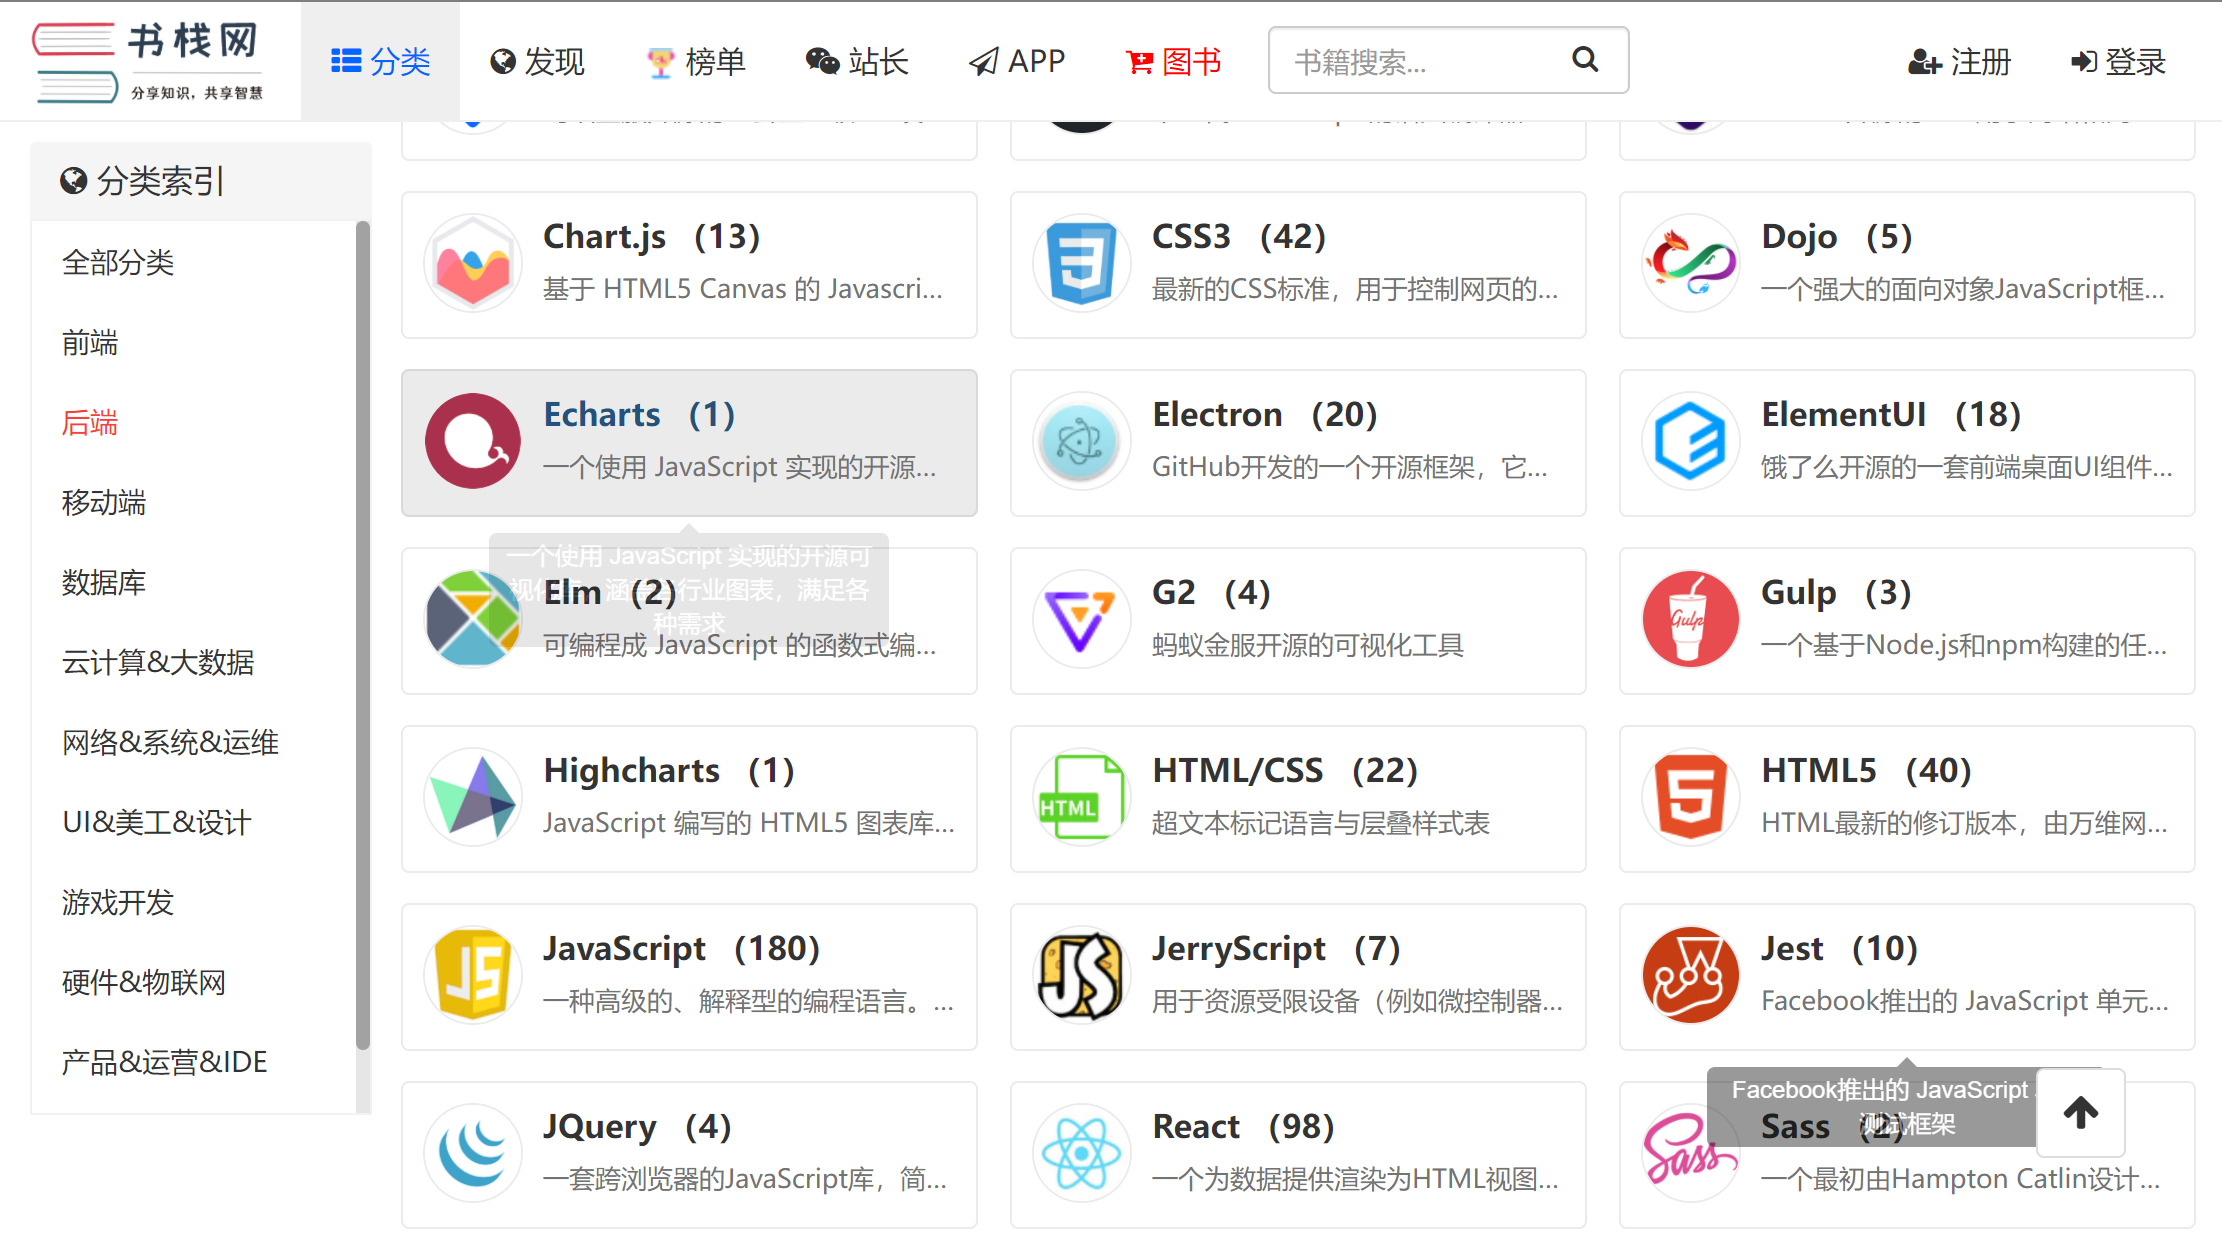 书栈网
分享知识，共享智慧
分类
发现
榜单
站长
APP
图书
书籍搜索...
注册
登录
分类索引
全部分类
前端
后端
移动端
数据库
云计算&大数据
网络&系统&运维
UI&美工&设计
游戏开发
硬件&物联网
产品&运营&IDE
Chart.js （13）
基于 HTML5 Canvas 的 Javascri...
CSS3 （42）
最新的CSS标准，用于控制网页的...
Dojo （5）
一个强大的面向对象JavaScript框...
Echarts （1）
一个使用 JavaScript 实现的开源...
Electron （20）
GitHub开发的一个开源框架，它...
ElementUI （18）
饿了么开源的一套前端桌面UI组件...
一个使用 JavaScript 实现的开源可
视化库，涵盖各行业图表，满足各
种需求
Elm （2）
可编程成 JavaScript 的函数式编...
G2 （4）
蚂蚁金服开源的可视化工具
Gulp
Gulp （3）
一个基于Node.js和npm构建的任...
Highcharts （1）
JavaScript 编写的 HTML5 图表库...
HTML
HTML/CSS （22）
超文本标记语言与层叠样式表
HTML5 （40）
HTML最新的修订版本，由万维网...
JS
JavaScript （180）
一种高级的、解释型的编程语言。...
JS
JerryScript （7）
用于资源受限设备（例如微控制器...
Jest （10）
Facebook推出的 JavaScript 单元...
Facebook推出的 JavaScript
测试框架
JQuery （4）
一套跨浏览器的JavaScript库，简...
React （98）
一个为数据提供渲染为HTML视图...
Sass
Sass （2）
一个最初由Hampton Catlin设计...